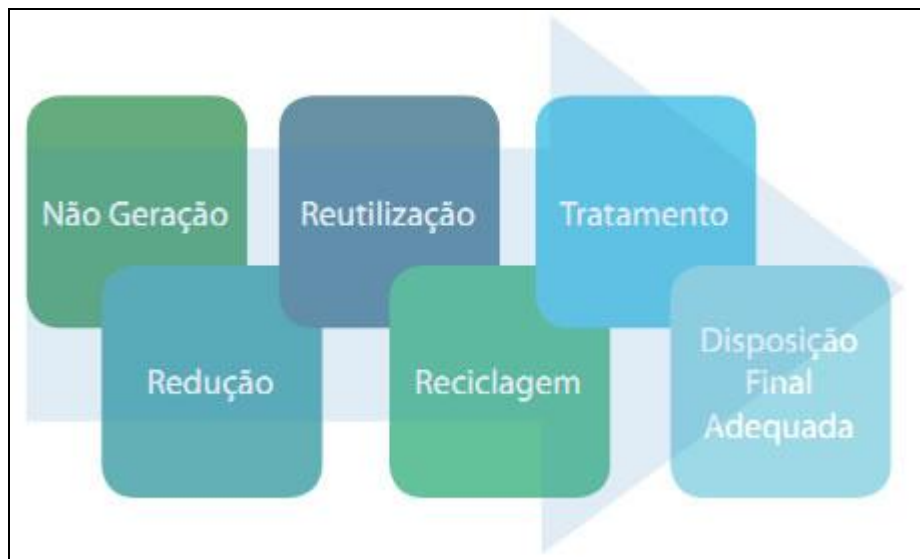 Não Geração
Redução
Reutilização
Reciclagem
Tratamento
Disposição
Final
Adequada